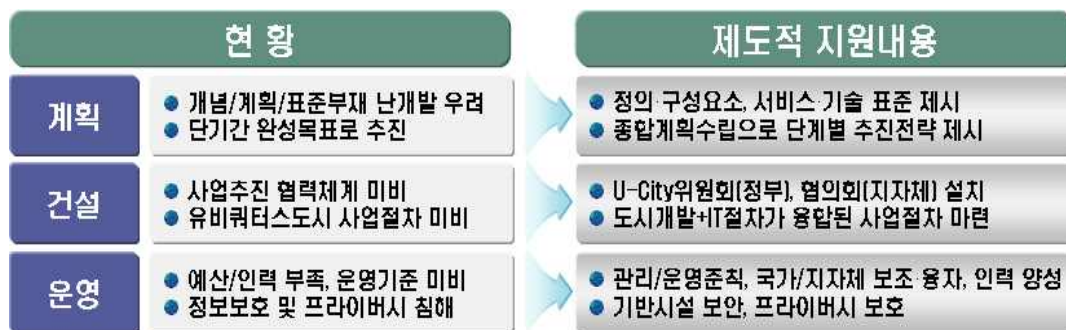 현 황
제도적 지원내용
계획
개념/계획/표준부재 난개발 우려
단기간 완성목표로 추진
정의·구성요소, 서비스·기술 표준 제시
종합계획수립으로 단계별 추진전략 제시
건설
사업추진 협력체계 미비
유비쿼터스도시 사업절차 미비
U-City위원회(정부), 협의회(지자체) 설치
도시개발+IT절차가 융합된 사업절차 마련
운영
예산/인력 부족, 운영기준 미비
정보보호 및 프라이버시 침해
관리/운영준칙, 국가/지자체 보조·융자, 인력 양성
기반시설 보안, 프라이버시 보호